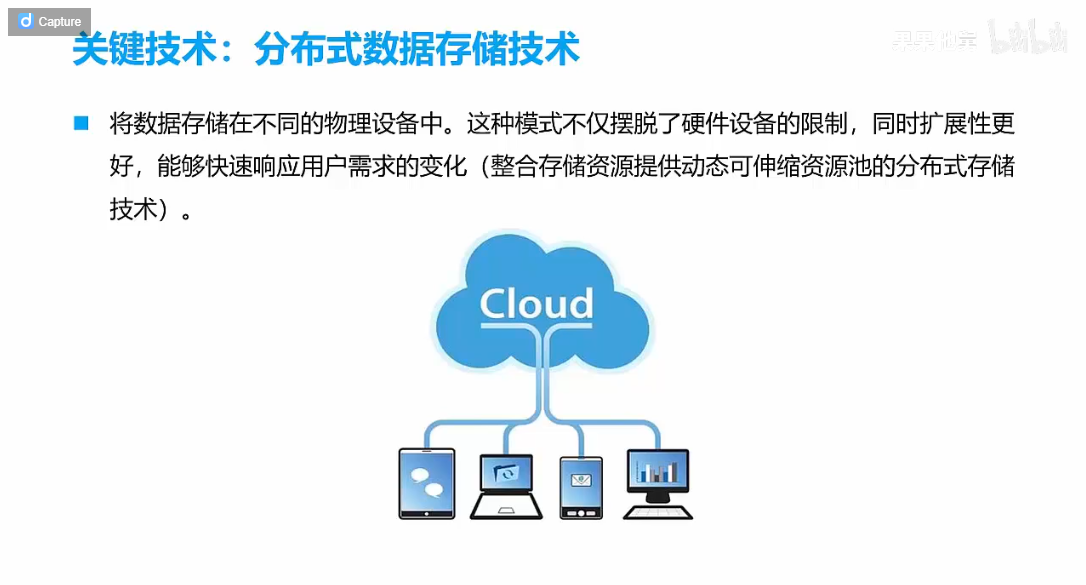 Capture
关键技术：分布式数据存储技术
bilibili
将数据存储在不同的物理设备中。这种模式不仅摆脱了硬件设备的限制，同时扩展性更
好，能够快速响应用户需求的变化（整合存储资源提供动态可伸缩资源池的分布式存储
技术）。
Cloud